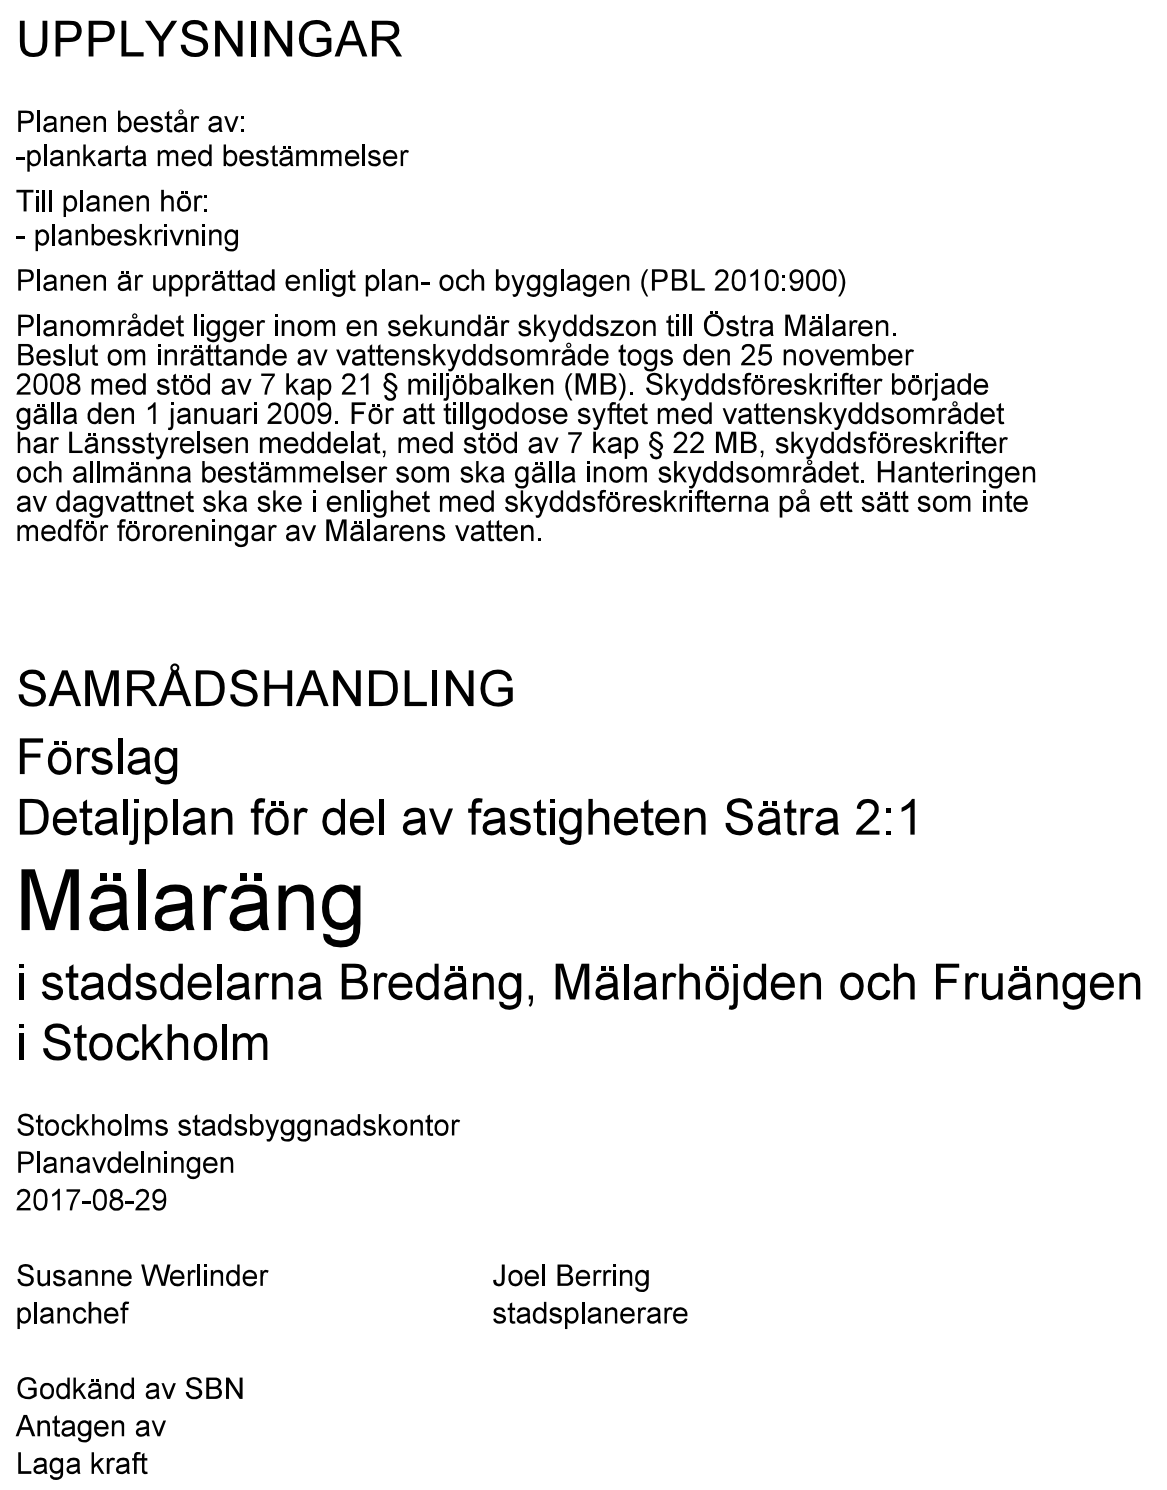 UPPLYSNINGAR
Planen består av:
-plankarta med bestämmelser
Till planen hör:
- planbeskrivning
Planen är upprättad enligt plan- och bygglagen (PBL 2010:900)
Planområdet ligger inom en sekundär skyddszon till Östra Mälaren.
Beslut om inrättande av vattenskyddsområde togs den 25 november
2008 med stöd av 7 kap 21 § miljöbalken (MB). Skyddsföreskrifter började
gälla den 1 januari 2009. För att tillgodose syftet med vattenskyddsområdet
har Länsstyrelsen meddelat, med stöd av 7 kap § 22 MB, skyddsföreskrifter
och allmänna bestämmelser som ska gälla inom skyddsområdet. Hanteringen
av dagvattnet ska ske i enlighet med skyddsföreskrifterna på ett sätt som inte
medför föroreningar av Mälarens vatten.
SAMRÅDSHANDLING
Förslag
Detaljplan för del av fastigheten Sätra 2:1
Mälaräng
i stadsdelarna Bredäng, Mälarhöjden och Fruängen
i Stockholm
Stockholms stadsbyggnadskontor
Planavdelningen
2017-08-29
Susanne Werlinder Joel Berring
planchef stadsplanerare
Godkänd av SBN
Antagen av
Laga kraft